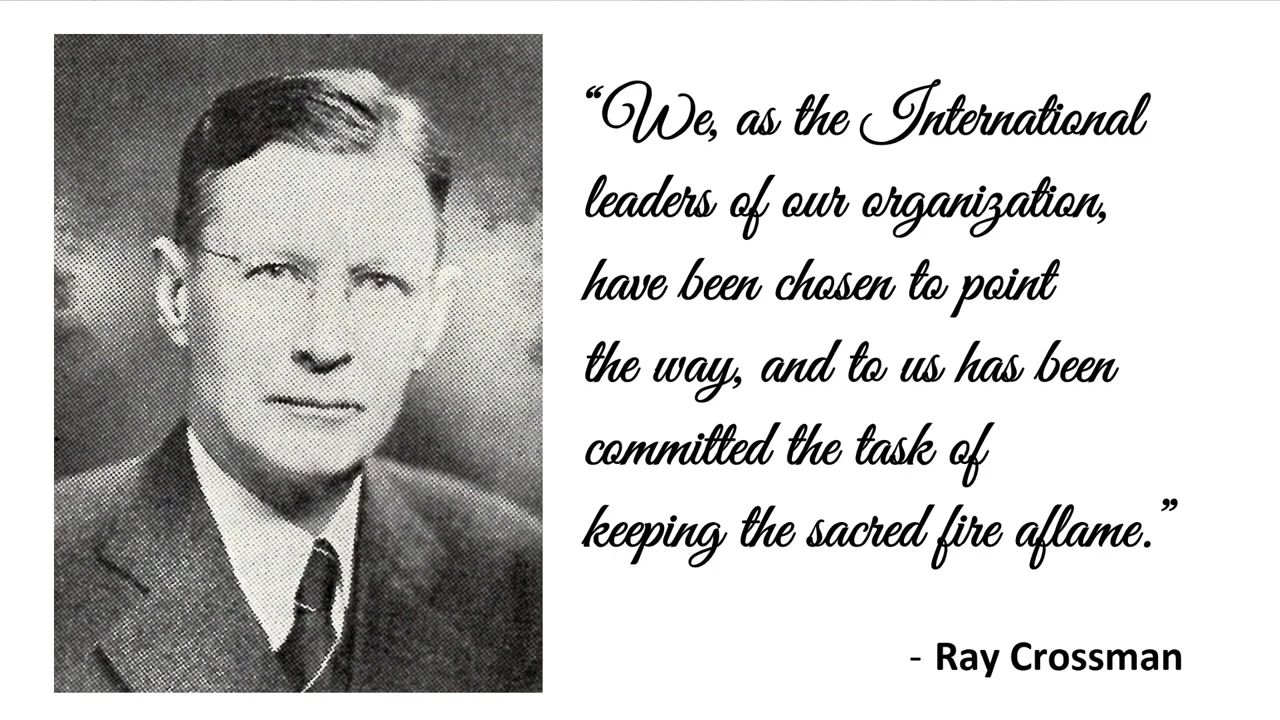 “We, as the International
leaders of our organization,
have been chosen to point
the way, and to us has been
committed the task of
keeping the sacred fire aflame.”
- Ray Crossman